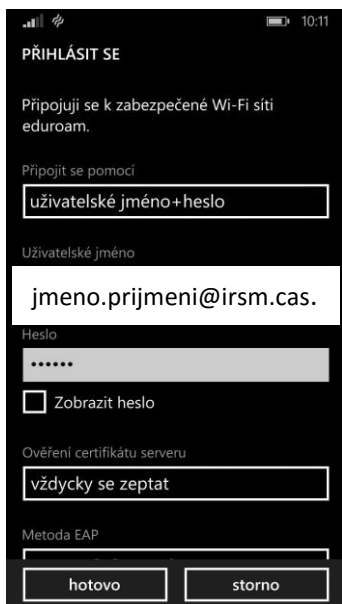 10:11
PŘIHLÁSIT SE
Připojuji se k zabezpečené Wi-Fi síti
eduroam.
Připojit se pomocí
uživatelské jméno+heslo
Uživatelské jméno
jmeno.prijmeni@irsm.cas.
Heslo
••••••
Zobrazit heslo
Ověření certifikátu serveru
vždycky se zeptat
Metoda EAP
hotovo storno